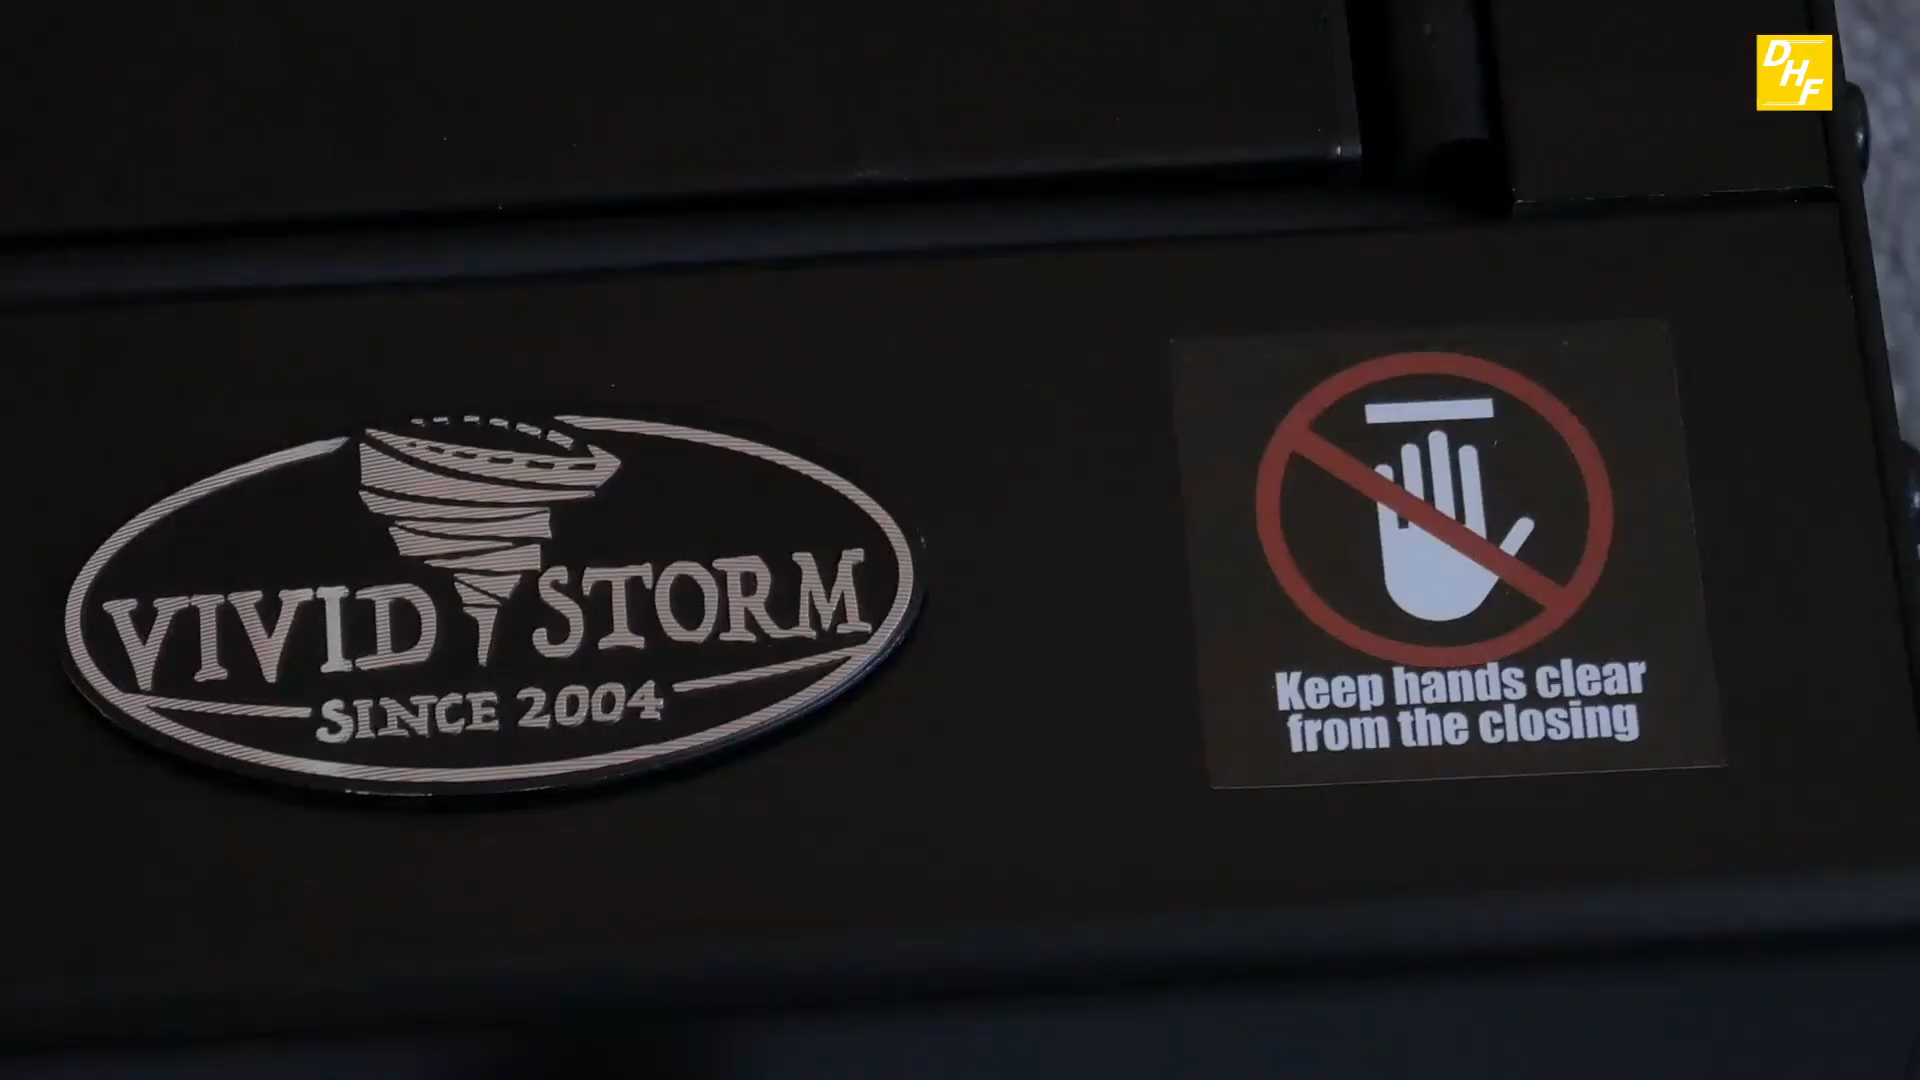 DHF
VIVID STORM
SINCE 2004
Keep hands clear
from the closing